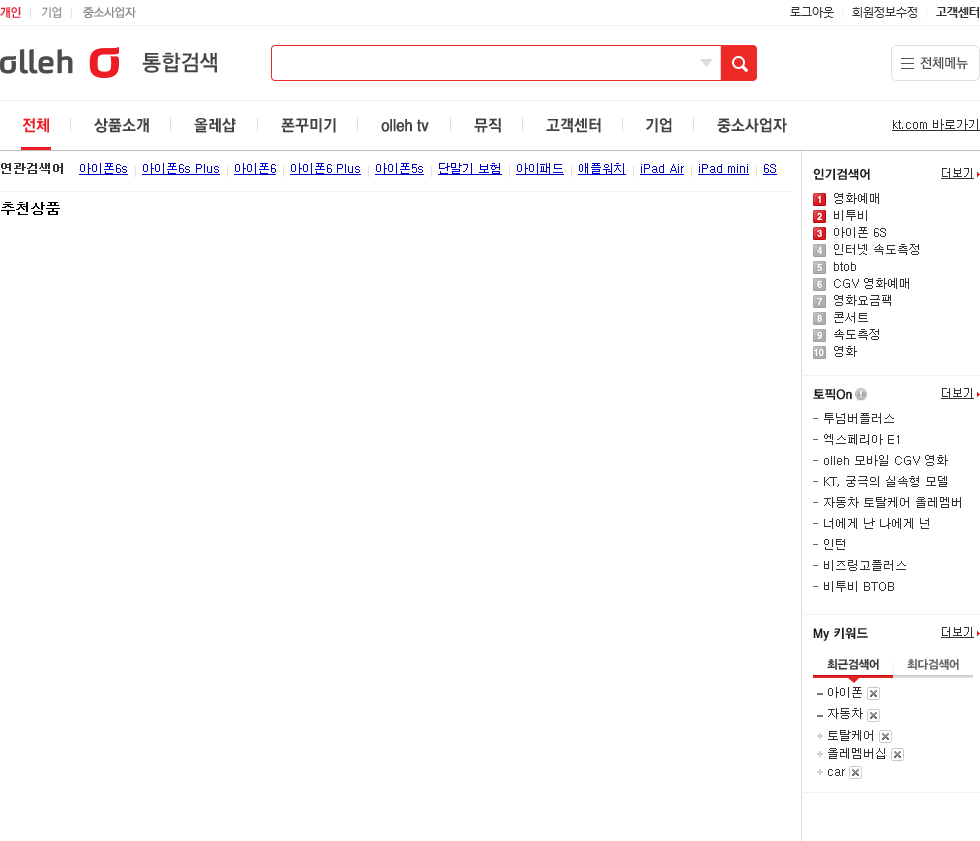 개인 기업 중소사업자 로그아웃 회원정보수정 고객센터
olleh 통합검색 전체메뉴
전체 상품소개 올레샵 폰꾸미기 olleh tv 뮤직 고객센터 기업 중소사업자 kt.com 바로가기
연관검색어 아이폰6s 아이폰6s Plus 아이폰6 아이폰6 Plus 아이폰5s 단말기 보험 아이패드 애플워치 iPad Air iPad mini 6S
추천상품
인기검색어 더보기
1 영화예매
2 비투비
3 아이폰 6S
4 인터넷 속도측정
5 btob
6 CGV 영화예매
7 영화요금팩
8 콘서트
9 속도측정
10 영화
토픽On 더보기
- 투넘버플러스
- 엑스페리아 E1
- olleh 모바일 CGV 영화
- KT, 궁극의 실속형 모델
- 자동차 토탈케어 올레멤버
- 너에게 난 나에게 넌
- 인턴
- 비즈링고플러스
- 비투비 BTOB
My 키워드 더보기
최근검색어 최다검색어
아이폰
자동차
토탈케어
올레멤버십
car